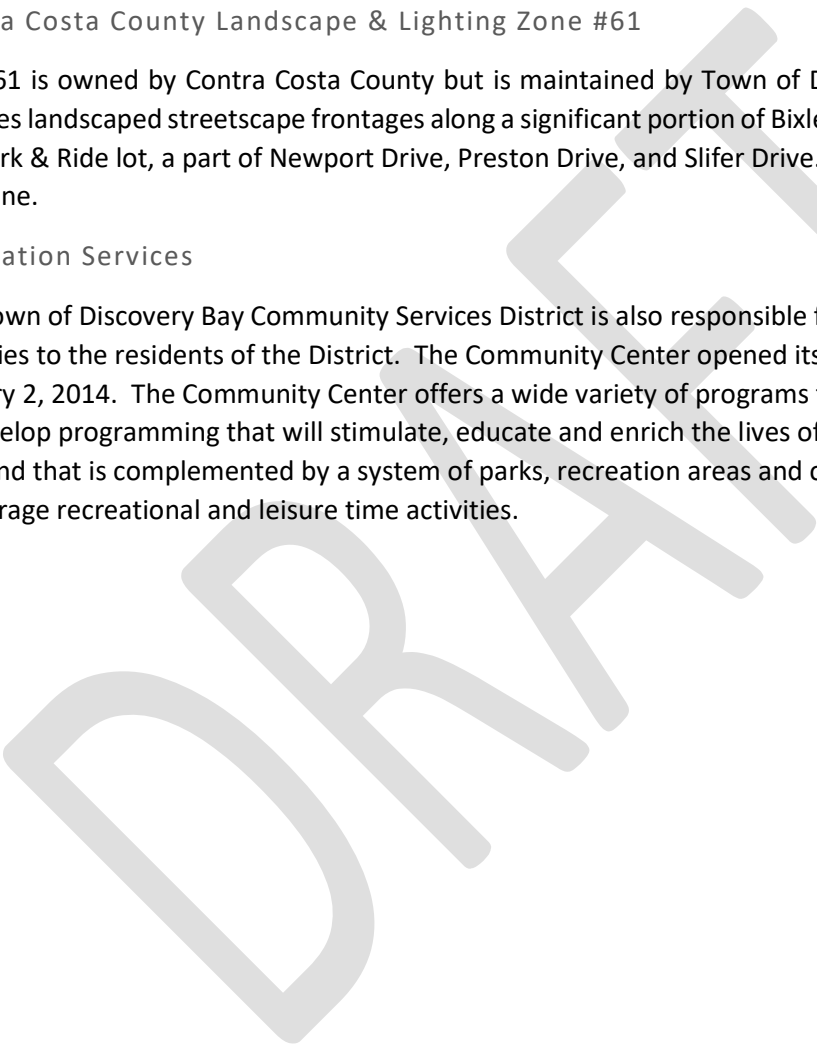 a Costa County Landscape & Lighting Zone #61
61 is owned by Contra Costa County but is maintained by Town of D
es landscaped streetscape frontages along a significant portion of Bixle
rk & Ride lot, a part of Newport Drive, Preston Drive, and Slifer Drive.
ne.
ation Services
own of Discovery Bay Community Services District is also responsible f
ies to the residents of the District. The Community Center opened its
ry 2, 2014. The Community Center offers a wide variety of programs
elop programming that will stimulate, educate and enrich the lives of
nd that is complemented by a system of parks, recreation areas and
rage recreational and leisure time activities.
DRAFT